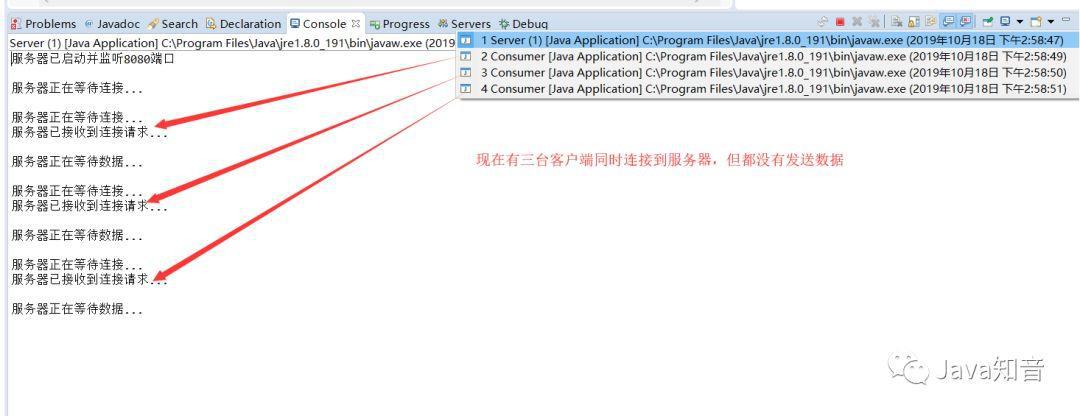 Problems @ Javadoc Search Declaration Console Progress Servers Debug
Server (1) [Java Application] C:\Program Files\Java\jre1.8.0_191\bin\javaw.exe (2019
1 Server (1) [Java Application] C:\Program Files\Java\jre1.8.0_191\bin\javaw.exe (2019年10月18日 下午2:58:47)
2 Consumer [Java Application] C:\Program Files\Java\jre1.8.0_191\bin\javaw.exe (2019年10月18日 下午2:58:49)
3 Consumer [Java Application] C:\Program Files\Java\jre1.8.0_191\bin\javaw.exe (2019年10月18日 下午2:58:50)
4 Consumer [Java Application] C:\Program Files\Java\jre1.8.0_191\bin\javaw.exe (2019年10月18日 下午2:58:51)
服务器已启动并监听8080端口
服务器正在等待连接...
服务器正在等待连接...
服务器已接收到连接请求...
现在有三台客户端同时连接到服务器，但都没有发送数据
服务器正在等待数据...
服务器正在等待连接...
服务器已接收到连接请求...
服务器正在等待数据...
服务器正在等待连接...
服务器已接收到连接请求...
服务器正在等待数据...
Java知音